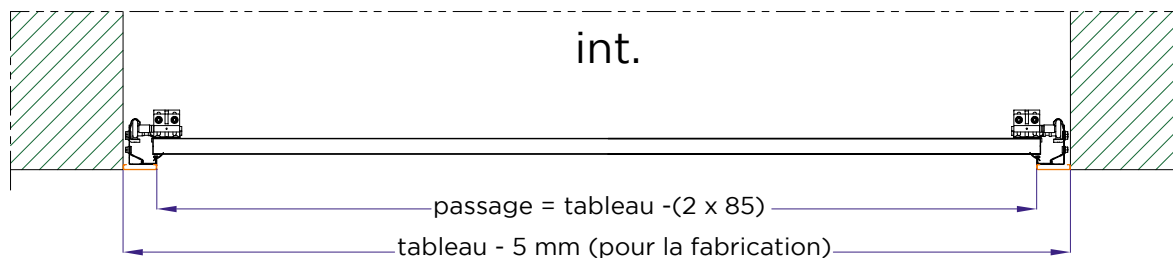 int.
passage = tableau -(2 x 85)
tableau - 5 mm (pour la fabrication)